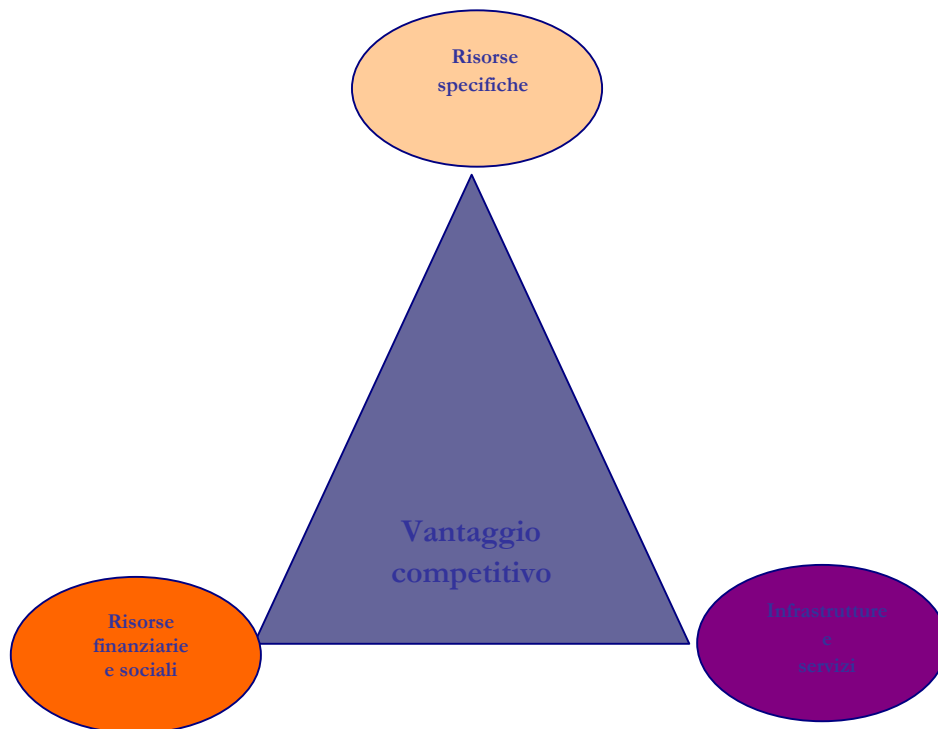 Risorse
specifiche
Vantaggio
competitivo
Risorse
finanziarie
e sociali
Infrastrutture
e
servizi